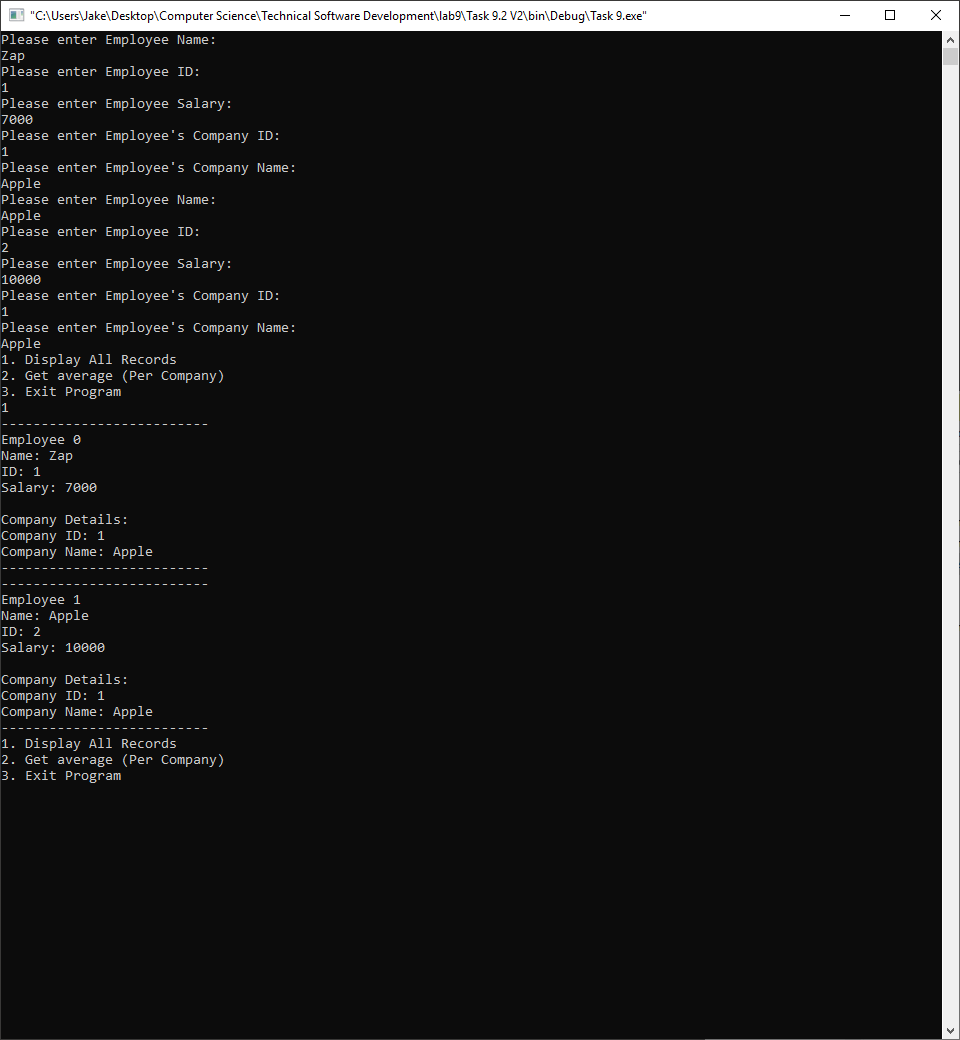 "C:\Users\Jake\Desktop\Computer Science\Technical Software Development\lab9\Task 9.2 V2\bin\Debug\Task 9.exe"
Please enter Employee Name:
Zap
Please enter Employee ID:
1
Please enter Employee Salary:
7000
Please enter Employee's Company ID:
1
Please enter Employee's Company Name:
Apple
Please enter Employee Name:
Apple
Please enter Employee ID:
2
Please enter Employee Salary:
10000
Please enter Employee's Company ID:
1
Please enter Employee's Company Name:
Apple
1. Display All Records
2. Get average (Per Company)
3. Exit Program
1
--------------------------
Employee 0
Name: Zap
ID: 1
Salary: 7000

Company Details:
Company ID: 1
Company Name: Apple
--------------------------
--------------------------
Employee 1
Name: Apple
ID: 2
Salary: 10000

Company Details:
Company ID: 1
Company Name: Apple
--------------------------
1. Display All Records
2. Get average (Per Company)
3. Exit Program